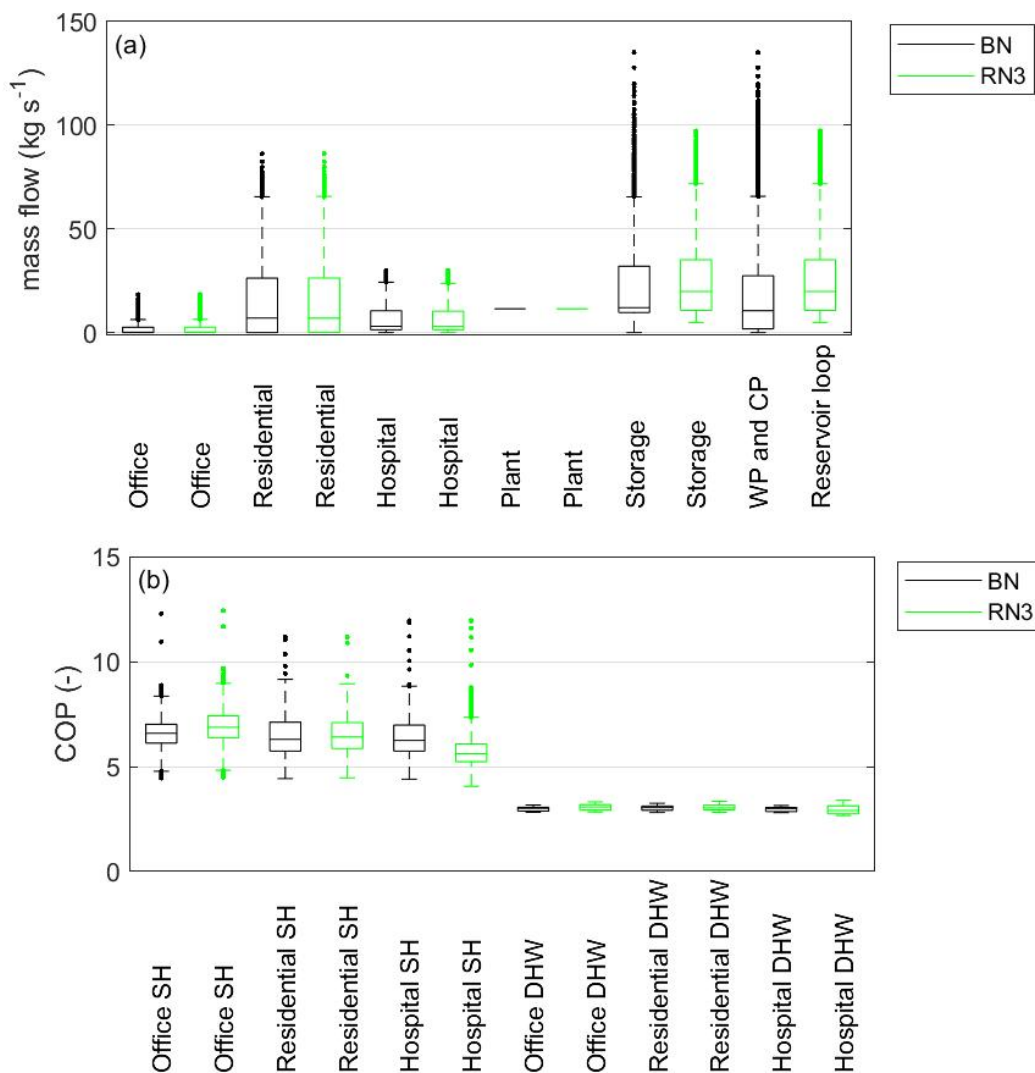 (a)
mass flow (kg s⁻¹)
150
100
50
0
Office
Office
Residential
Residential
Hospital
Hospital
Plant
Plant
Storage
Storage
WP and CP
Reservoir loop
BN
RN3
(b)
COP (-)
15
10
5
0
Office SH
Office SH
Residential SH
Residential SH
Hospital SH
Hospital SH
Office DHW
Office DHW
Residential DHW
Residential DHW
Hospital DHW
Hospital DHW
BN
RN3